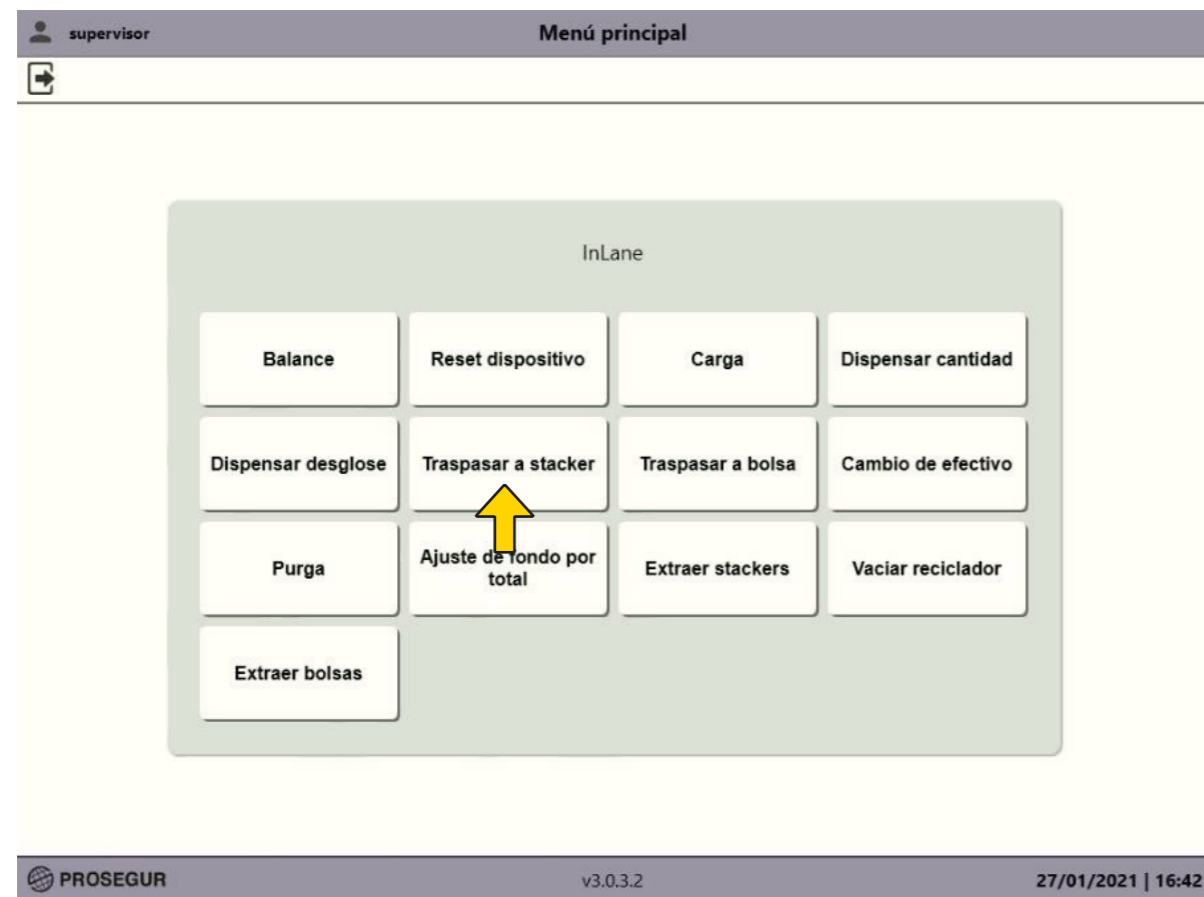 supervisor
Menú principal
InLane
Balance
Reset dispositivo
Carga
Dispensar cantidad
Dispensar desglose
Traspasar a stacker
Traspasar a bolsa
Cambio de efectivo
Purga
Ajuste de fondo por
total
Extraer stackers
Vaciar reciclador
Extraer bolsas
PROSEGUR
v3.0.3.2
27/01/2021 | 16:42